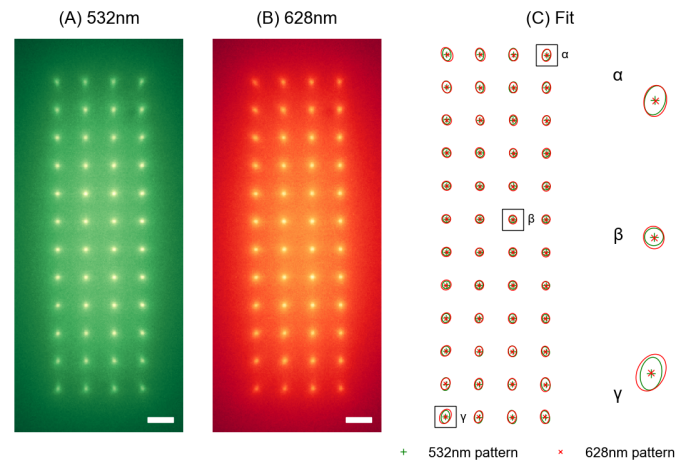 (A) 532nm
(B) 628nm
(C) Fit
α
α
β
β
γ
γ
532nm pattern
628nm pattern